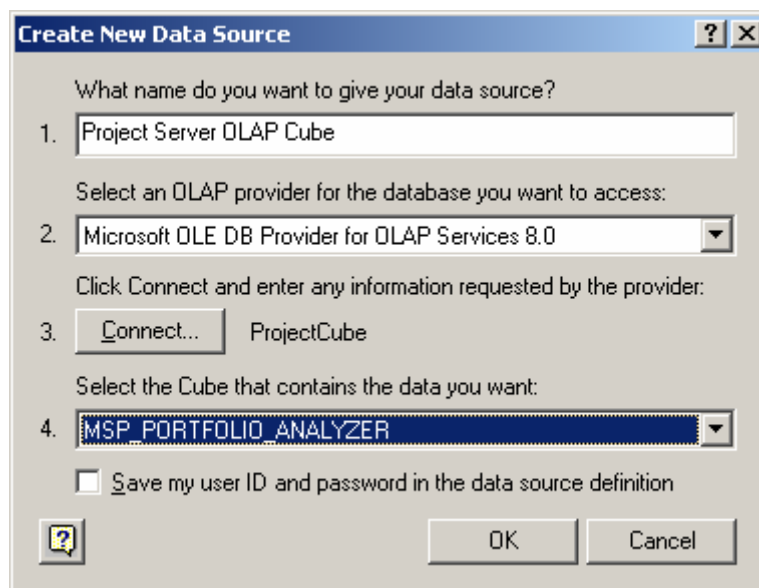 Create New Data Source
What name do you want to give your data source?
1. Project Server OLAP Cube
Select an OLAP provider for the database you want to access:
2. Microsoft OLE DB Provider for OLAP Services 8.0
Click Connect and enter any information requested by the provider:
3. Connect... ProjectCube
Select the Cube that contains the data you want:
4. MSP_PORTFOLIO_ANALYZER
Save my user ID and password in the data source definition
OK Cancel